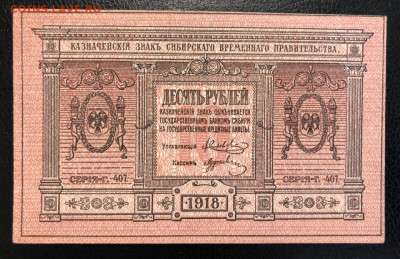 КАЗНАЧЕЙСКІЙ ЗНАКЪ СИБИРСКАГО ВРЕМЕННАГО ПРАВИТЕЛЬСТВА.
ДЕСЯТЬ РУБЛЕЙ
КАЗНАЧЕЙСКІЙ ЗНАКЪ ОБМѢНИВАЕТСЯ
ГОСУДАРСТВЕННЫМЪ БАНКОМЪ СИБИРИ
НА ГОСУДАРСТВЕННЫЕ КРЕДИТНЫЕ БИЛЕТЫ.
Управляющій
Кассиръ
СЕРІЯ-Г. 407.
СЕРІЯ-Г. 407.
1918